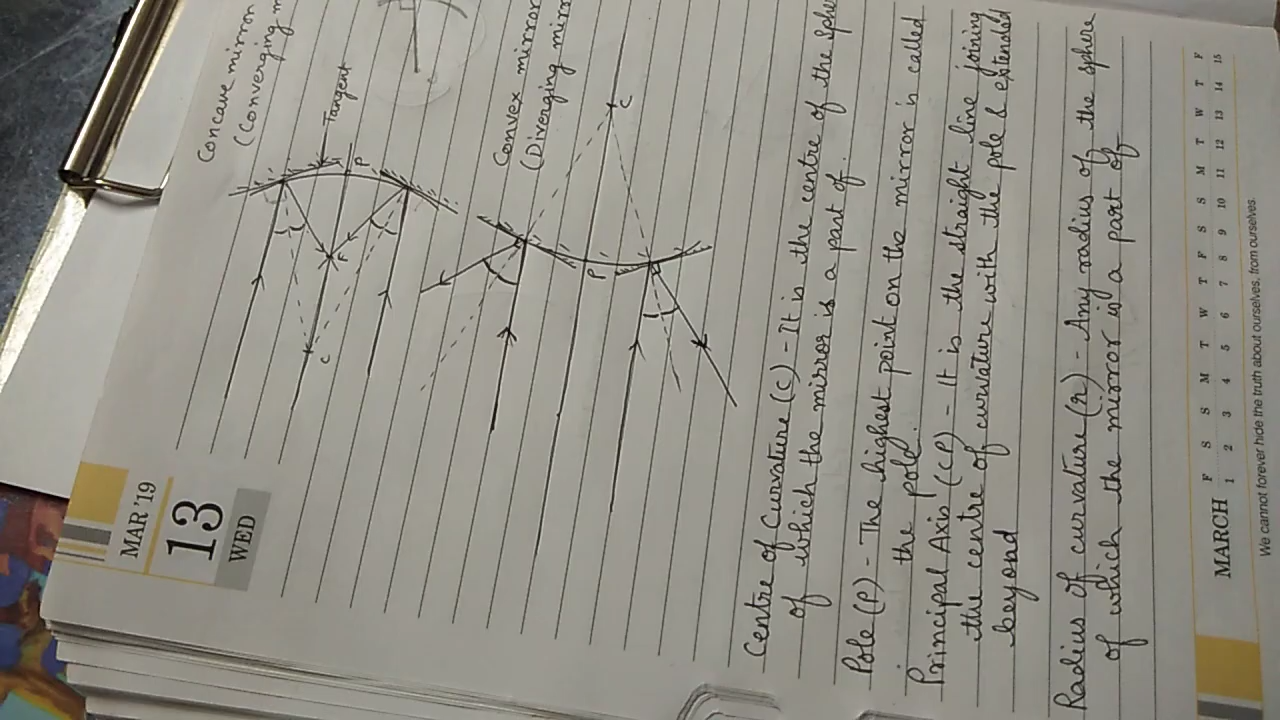 MAR '19
13
WED
Concave mirror
(Converging m
Tangent
P
F
C
Convex mirror
(Diverging mirr
C
P
Centre of Curvature (C) - It is the centre of the sphe
of which the mirror is a part of.
Pole (P) - The highest point on the mirror is called
the pole.
Principal Axis (CP) - It is the straight line joining
the centre of curvature with the pole & extended
beyond
Radius of curvature (r) - Any radius of the sphere
of which the mirror is a part of
MARCH F S S M T W T F S S M T W T F
1 2 3 4 5 6 7 8 9 10 11 12 13 14 15
We cannot forever hide the truth about ourselves, from ourselves.